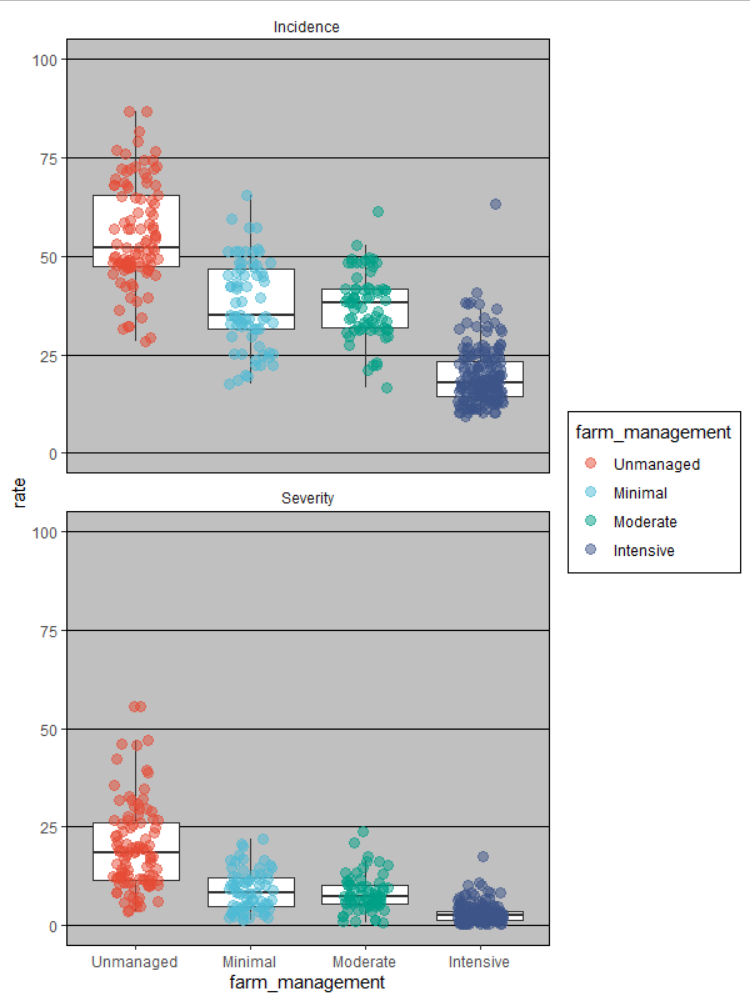 Incidence
100
75
50
25
0
rate
Severity
100
75
50
25
0
Unmanaged Minimal Moderate Intensive
farm_management
farm_management
Unmanaged
Minimal
Moderate
Intensive